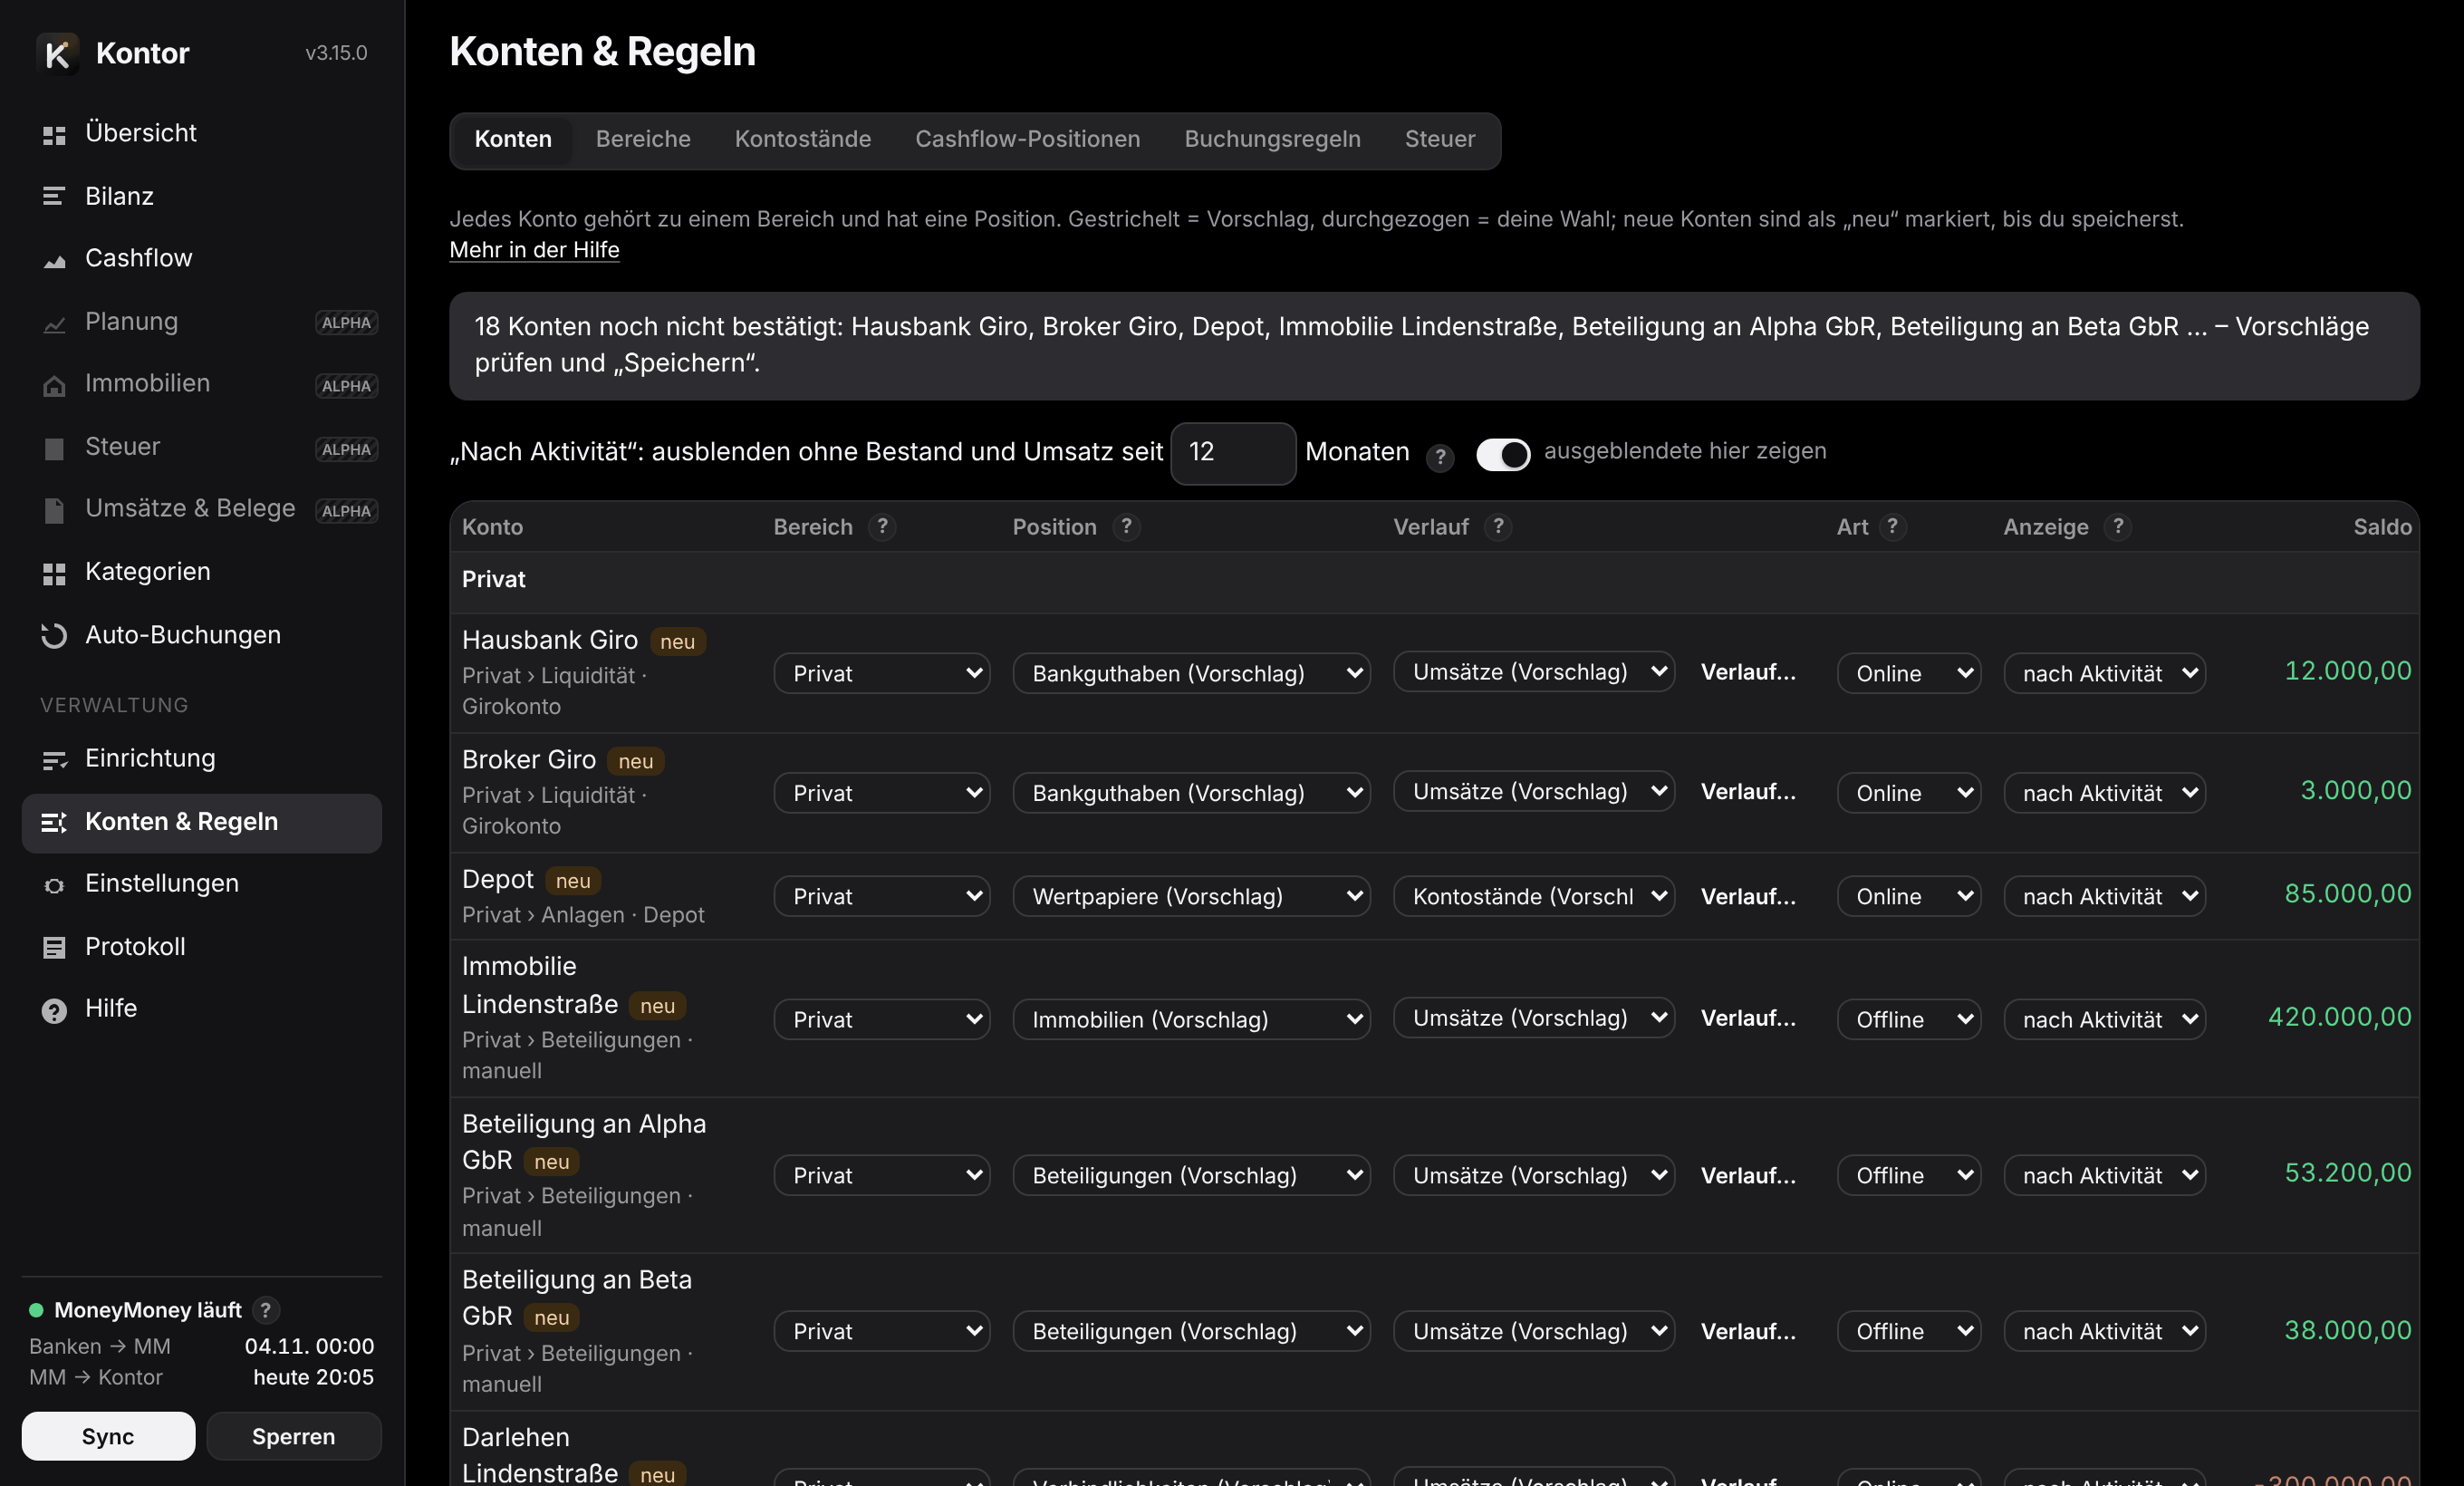 Kontor
v3.15.0
Übersicht
Bilanz
Cashflow
Planung ALPHA
Immobilien ALPHA
Steuer ALPHA
Umsätze & Belege ALPHA
Kategorien
Auto-Buchungen
VERWALTUNG
Einrichtung
Konten & Regeln
Einstellungen
Protokoll
Hilfe
MoneyMoney läuft ?
Banken → MM 04.11. 00:00
MM → Kontor heute 20:05
Sync Sperren
Konten & Regeln
Konten Bereiche Kontostände Cashflow-Positionen Buchungsregeln Steuer
Jedes Konto gehört zu einem Bereich und hat eine Position. Gestrichelt = Vorschlag, durchgezogen = deine Wahl; neue Konten sind als „neu“ markiert, bis du speicherst.
Mehr in der Hilfe
18 Konten noch nicht bestätigt: Hausbank Giro, Broker Giro, Depot, Immobilie Lindenstraße, Beteiligung an Alpha GbR, Beteiligung an Beta GbR … – Vorschläge
prüfen und „Speichern“.
„Nach Aktivität“: ausblenden ohne Bestand und Umsatz seit 12 Monaten ? ausgeblendete hier zeigen
Konto Bereich ? Position ? Verlauf ? Art ? Anzeige ? Saldo
Privat
Hausbank Giro neu
Privat › Liquidität ·
Girokonto
Privat Bankguthaben (Vorschlag) Umsätze (Vorschlag) Verlauf… Online nach Aktivität 12.000,00
Broker Giro neu
Privat › Liquidität ·
Girokonto
Privat Bankguthaben (Vorschlag) Umsätze (Vorschlag) Verlauf… Online nach Aktivität 3.000,00
Depot neu
Privat › Anlagen · Depot
Privat Wertpapiere (Vorschlag) Kontostände (Vorschl Verlauf… Online nach Aktivität 85.000,00
Immobilie
Lindenstraße neu
Privat › Beteiligungen ·
manuell
Privat Immobilien (Vorschlag) Umsätze (Vorschlag) Verlauf… Offline nach Aktivität 420.000,00
Beteiligung an Alpha
GbR neu
Privat › Beteiligungen ·
manuell
Privat Beteiligungen (Vorschlag) Umsätze (Vorschlag) Verlauf… Offline nach Aktivität 53.200,00
Beteiligung an Beta
GbR neu
Privat › Beteiligungen ·
manuell
Privat Beteiligungen (Vorschlag) Umsätze (Vorschlag) Verlauf… Offline nach Aktivität 38.000,00
Darlehen
Lindenstraße neu
Privat Verbindlichkeiten (Vorschlag) Umsätze (Vorschlag) Verlauf… Online nach Aktivität -300.000,00